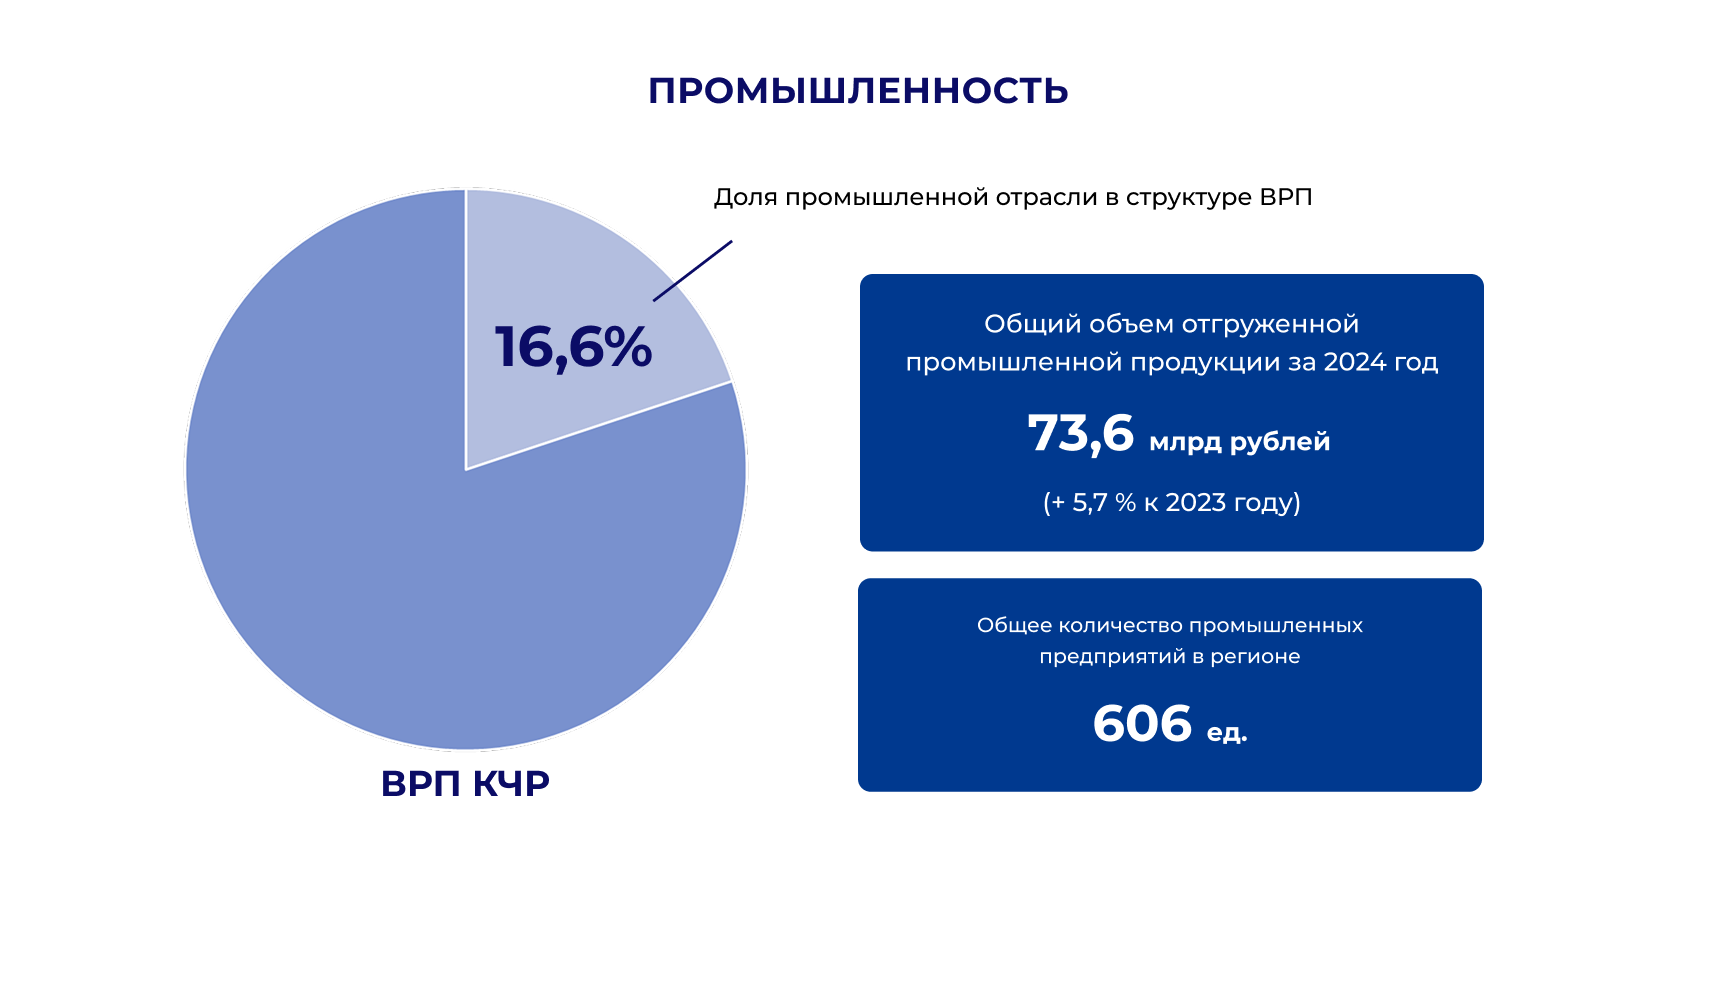 ПРОМЫШЛЕННОСТЬ
Доля промышленной отрасли в структуре ВРП
16,6%
ВРП КЧР
Общий объем отгруженной
промышленной продукции за 2024 год
73,6 млрд рублей
(+ 5,7 % к 2023 году)
Общее количество промышленных
предприятий в регионе
606 ед.